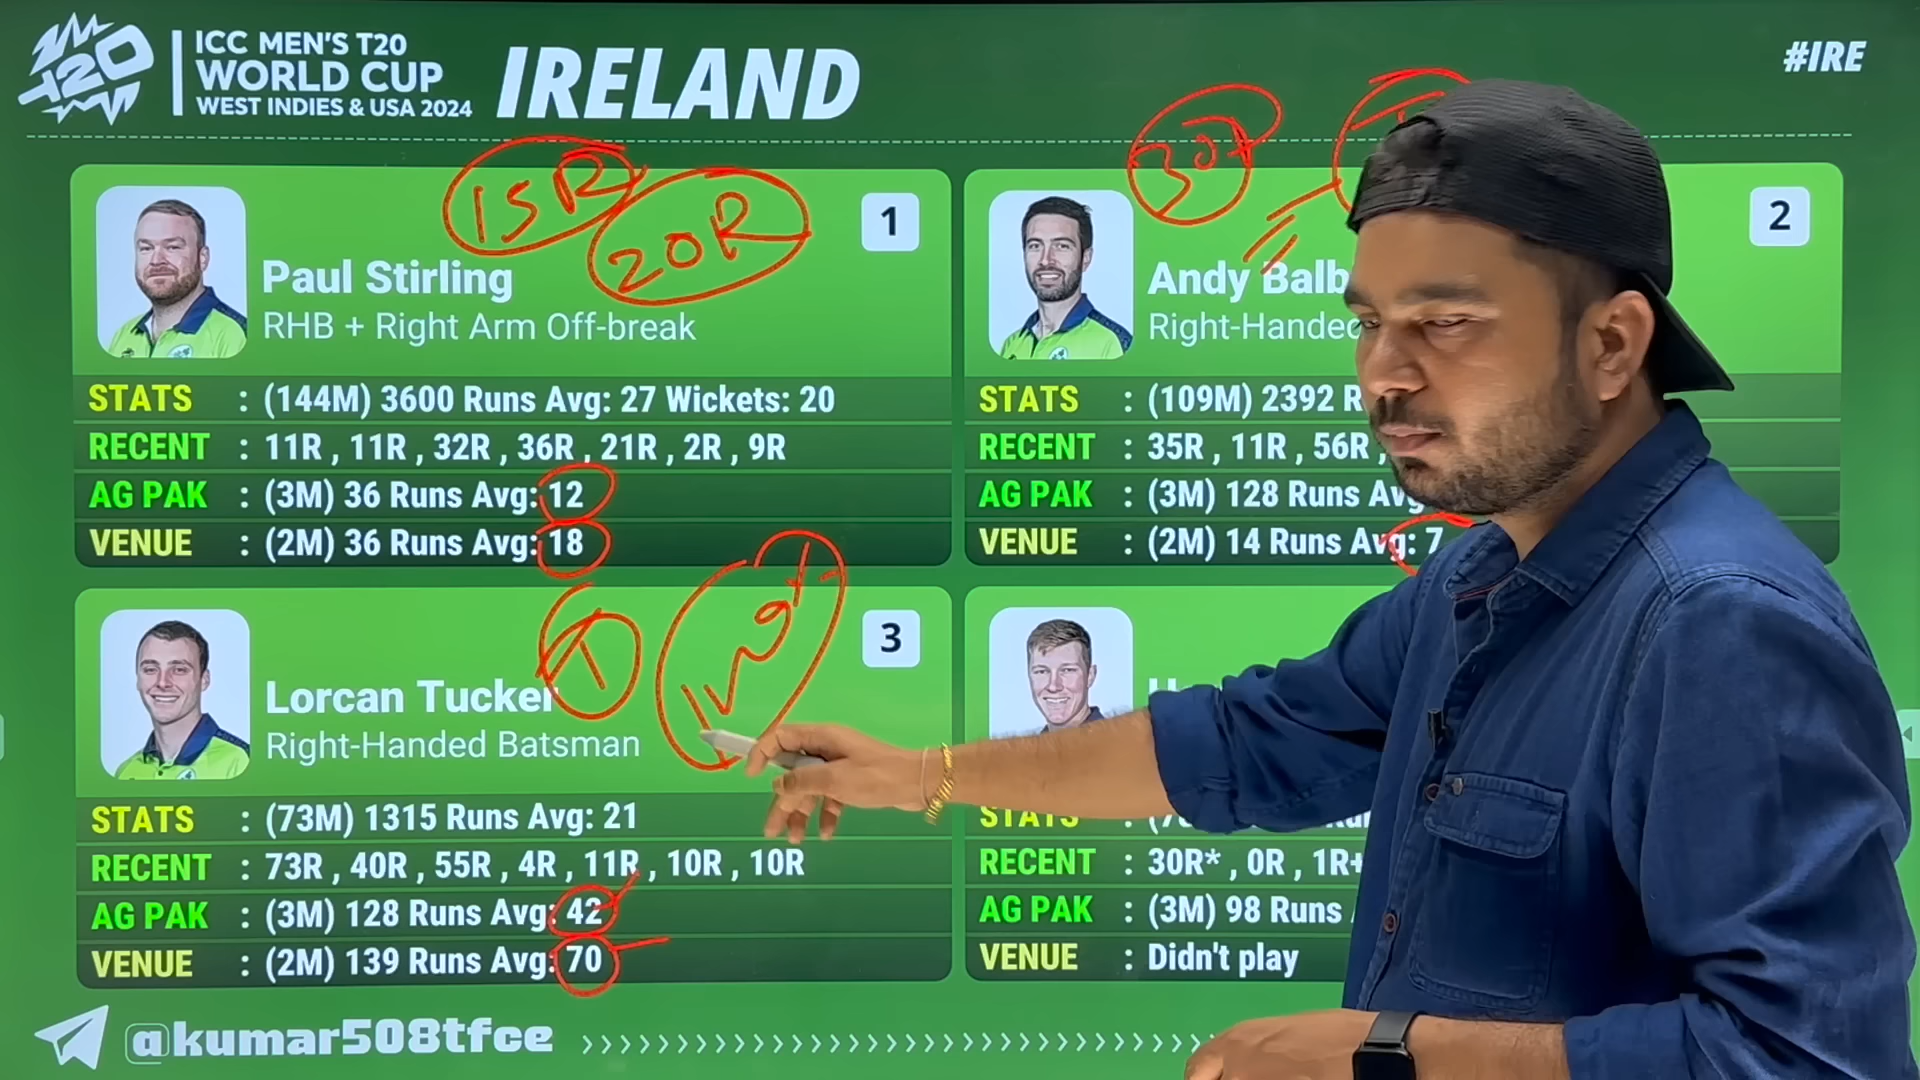 ICC MEN'S T20
WORLD CUP
WEST INDIES & USA 2024
IRELAND
#IRE
15R
20R
1
Paul Stirling
RHB + Right Arm Off-break
STATS : (144M) 3600 Runs Avg: 27 Wickets: 20
RECENT : 11R , 11R , 32R , 36R , 21R , 2R , 9R
AG PAK : (3M) 36 Runs Avg: 12
VENUE : (2M) 36 Runs Avg: 18
307
2
Andy Balb
Right-Handed
STATS : (109M) 2392 R
RECENT : 35R , 11R , 56R ,
AG PAK : (3M) 128 Runs Avg
VENUE : (2M) 14 Runs Avg: 7
T
3
Lorcan Tucker
Right-Handed Batsman
STATS : (73M) 1315 Runs Avg: 21
RECENT : 73R , 40R , 55R , 4R , 11R , 10R , 10R
AG PAK : (3M) 128 Runs Avg: 42
VENUE : (2M) 139 Runs Avg: 70
STATS :
RECENT : 30R* , 0R , 1R+
AG PAK : (3M) 98 Runs
VENUE : Didn't play
@kumar508tfce